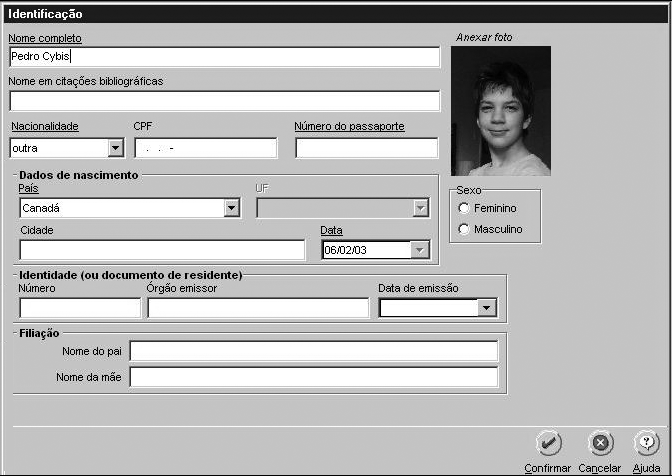 Identificação
Nome completo
Anexar foto
Pedro Cybis
Nome em citações bibliográficas
Nacionalidade CPF Número do passaporte
outra . . -
Dados de nascimento
País UF
Sexo
Canadá
Feminino
Masculino
Cidade Data
06/02/03
Identidade (ou documento de residente)
Número Órgão emissor Data de emissão
Filiação
Nome do pai
Nome da mãe
Confirmar Cancelar Ajuda